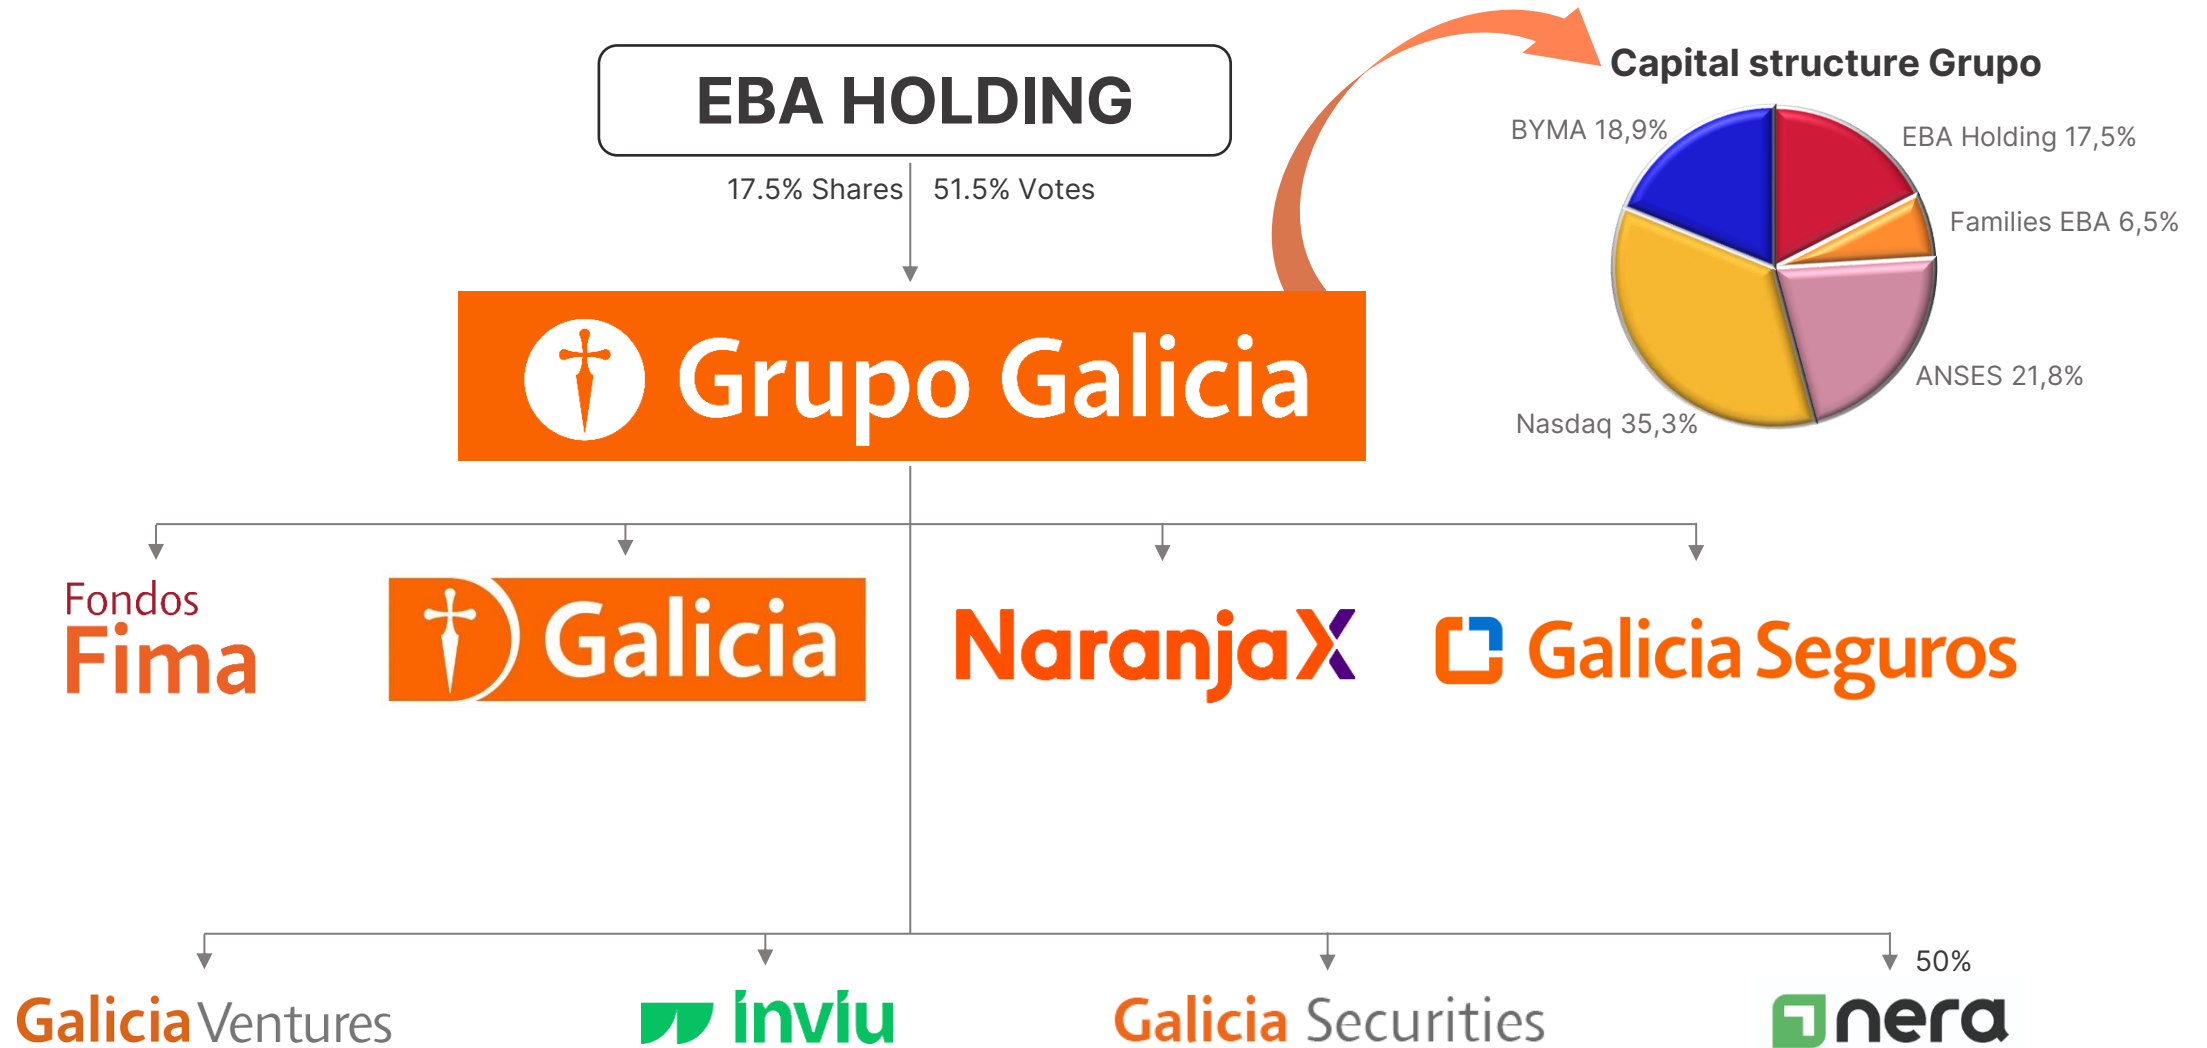 EBA HOLDING
17.5% Shares
51.5% Votes
Capital structure Grupo
BYMA 18,9%
EBA Holding 17,5%
Families EBA 6,5%
ANSES 21,8%
Nasdaq 35,3%
Grupo Galicia
Fondos
Fima
Galicia
NaranjaX
Galicia Seguros
Galicia Ventures
ínvíu
Galicia Securities
50%
nera